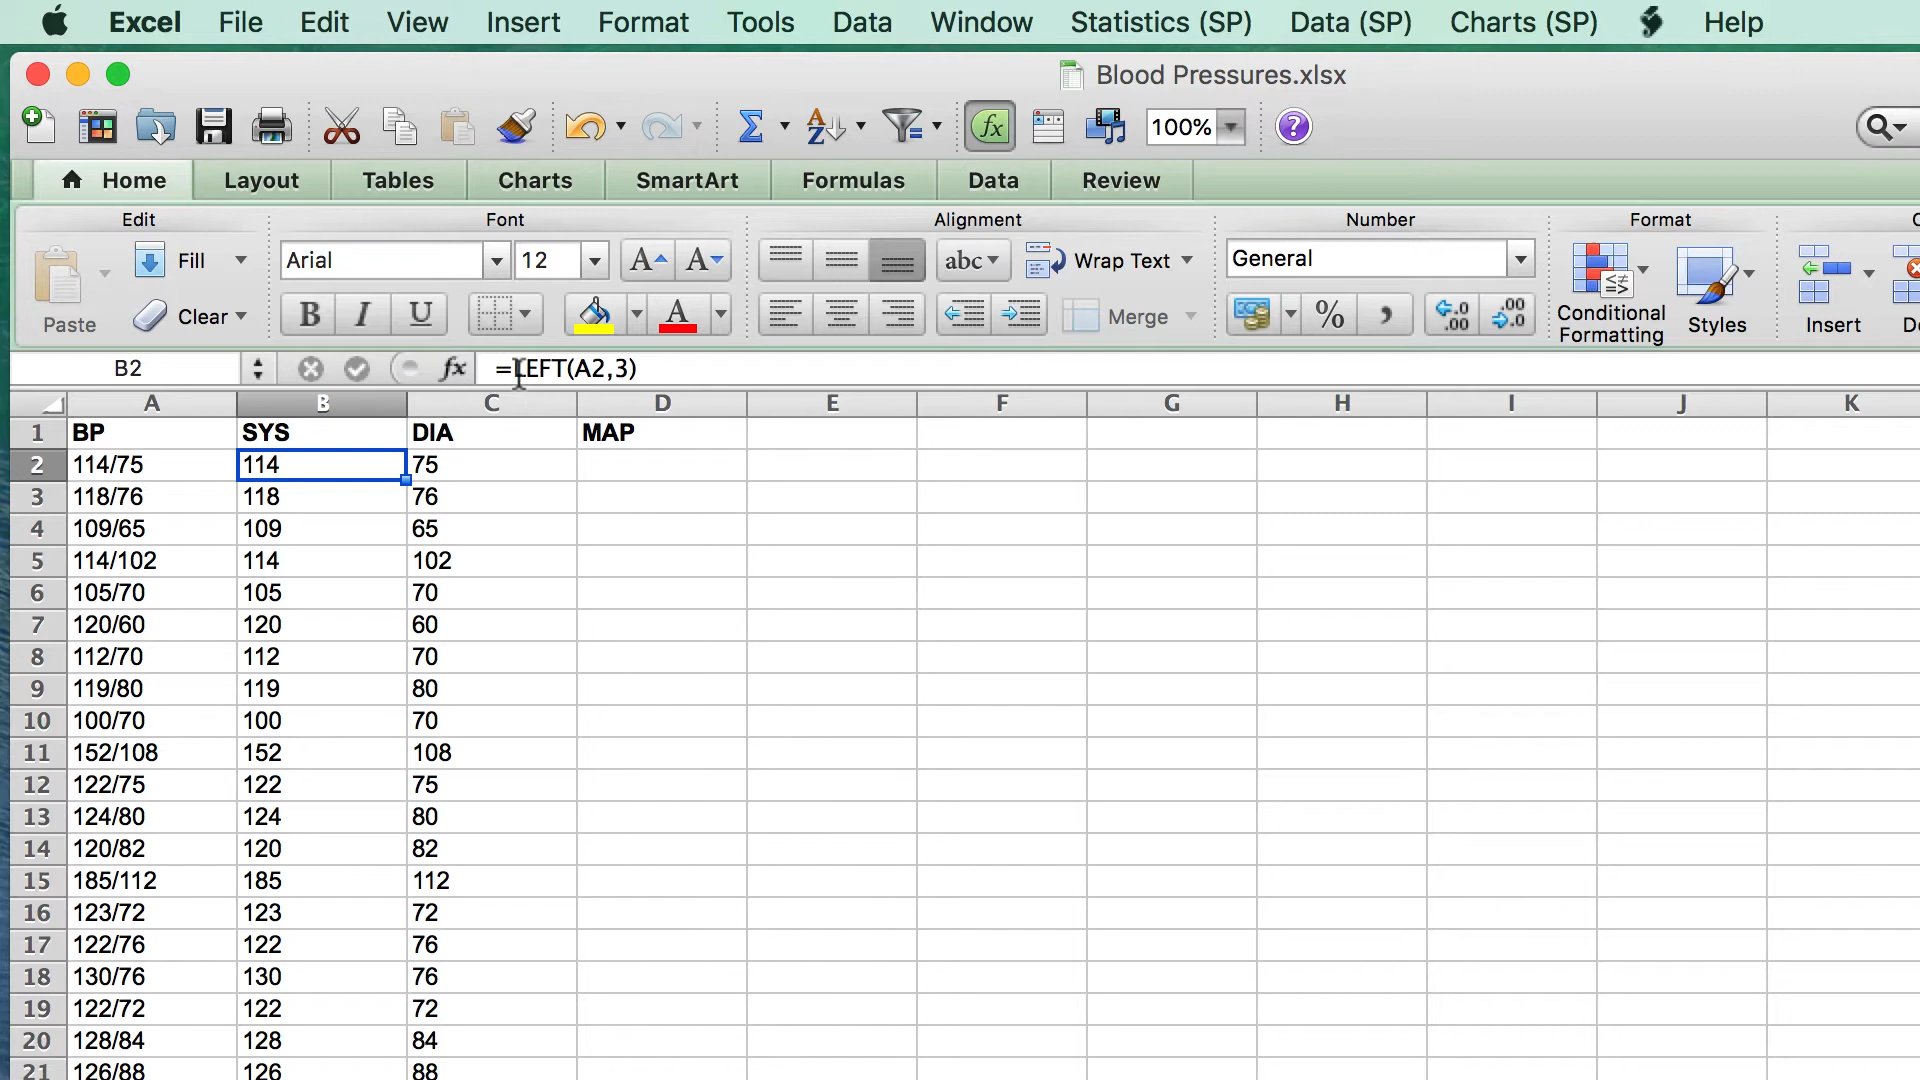 Excel File Edit View Insert Format Tools Data Window Statistics (SP) Data (SP) Charts (SP) Help
Blood Pressures.xlsx
100%
Home Layout Tables Charts SmartArt Formulas Data Review
Edit Font Alignment Number Format
Paste Fill Clear
Arial 12
B I U
abc Wrap Text
Merge
General
%
Conditional Formatting
Styles
Insert
B2 fx =LEFT(A2,3)
A B C D E F G H I J K
1 BP SYS DIA MAP
2 114/75 114 75
3 118/76 118 76
4 109/65 109 65
5 114/102 114 102
6 105/70 105 70
7 120/60 120 60
8 112/70 112 70
9 119/80 119 80
10 100/70 100 70
11 152/108 152 108
12 122/75 122 75
13 124/80 124 80
14 120/82 120 82
15 185/112 185 112
16 123/72 123 72
17 122/76 122 76
18 130/76 130 76
19 122/72 122 72
20 128/84 128 84
21 126/88 126 88